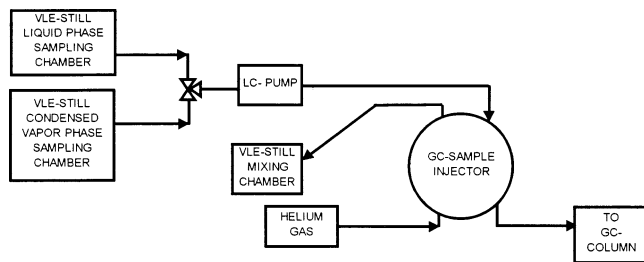 VLE-STILL
LIQUID PHASE
SAMPLING
CHAMBER
VLE-STILL
CONDENSED
VAPOR PHASE
SAMPLING
CHAMBER
LC- PUMP
VLE-STILL
MIXING
CHAMBER
GC-SAMPLE
INJECTOR
HELIUM
GAS
TO
GC-
COLUMN